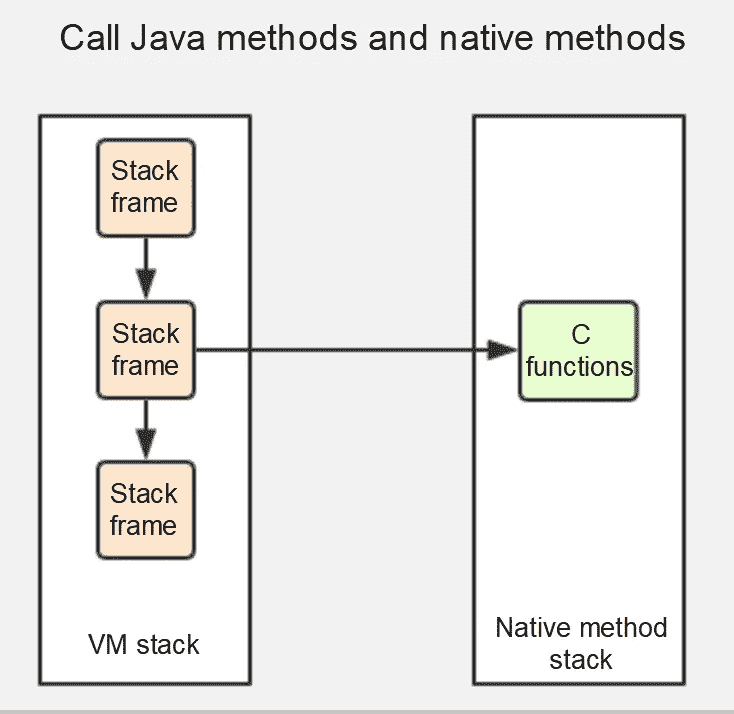 Call Java methods and native methods
Stack
frame
Stack
frame
C
functions
Stack
frame
VM stack
Native method
stack